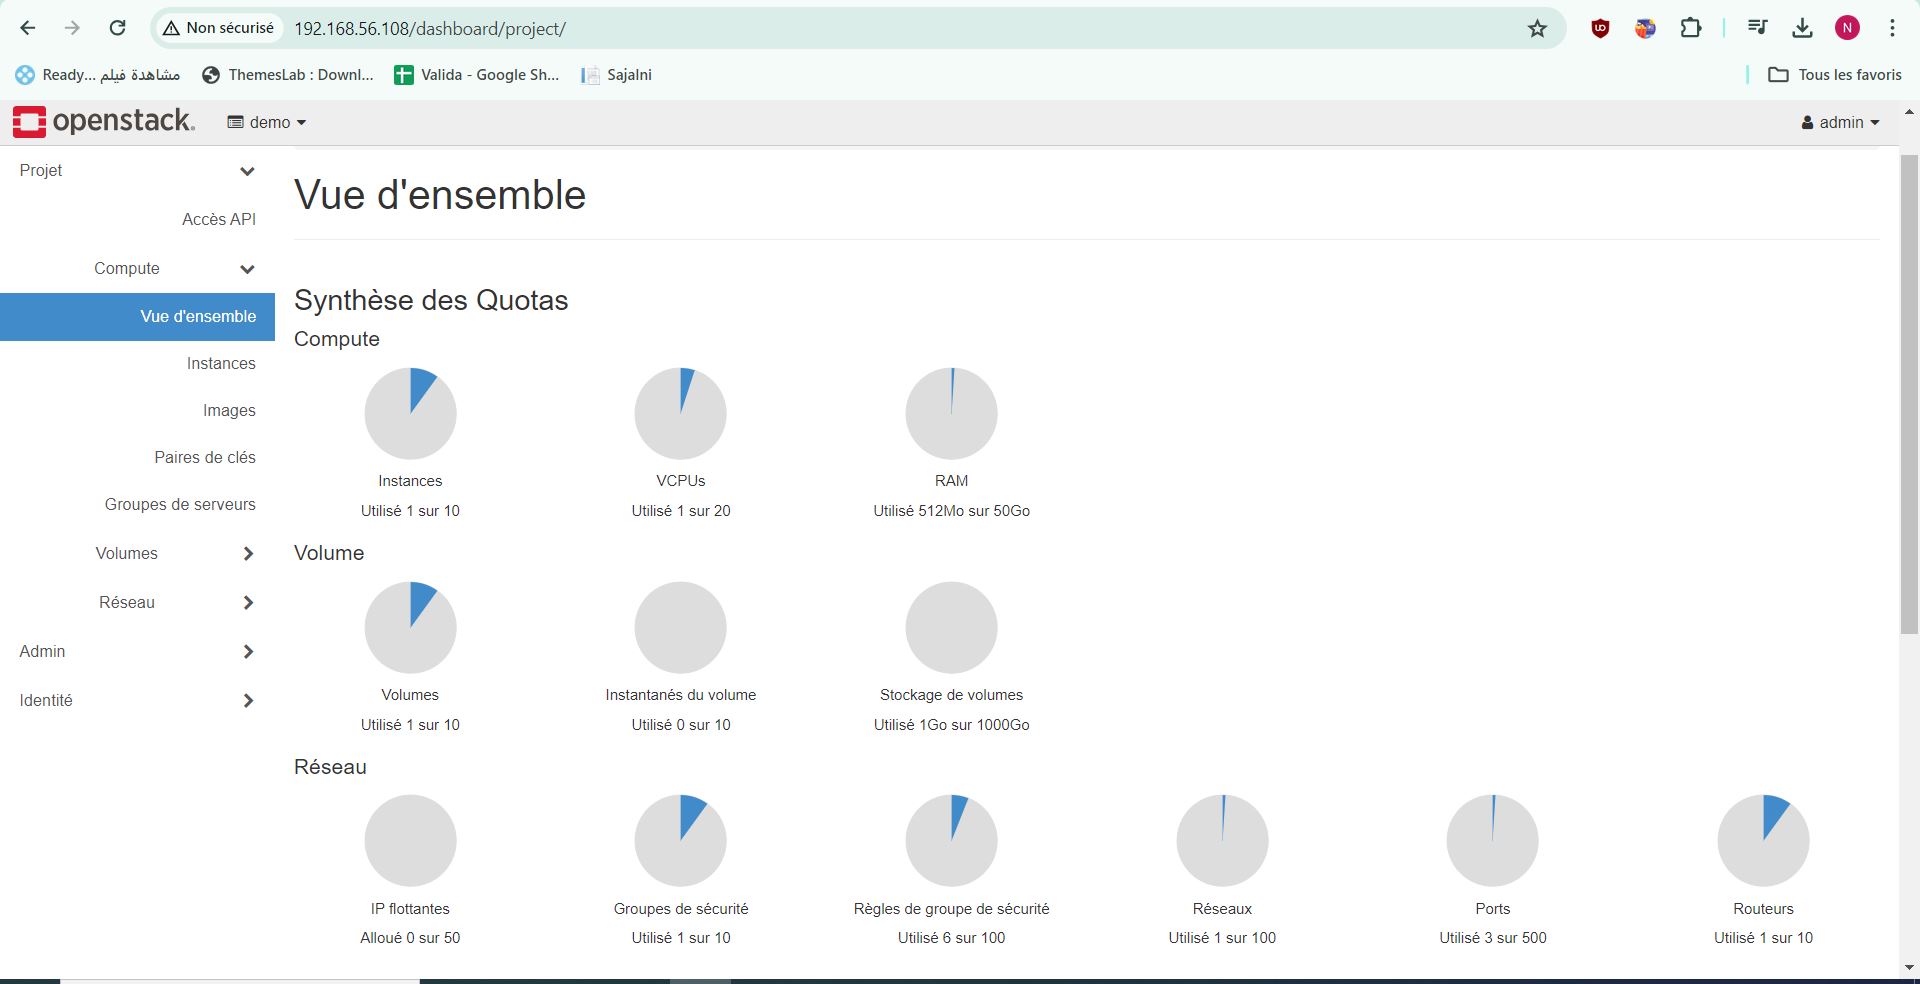 Non sécurisé 192.168.56.108/dashboard/project/ N
Ready... مشاهدة فيلم ThemesLab : Downl... Valida - Google Sh... Sajalni Tous les favoris
openstack. demo admin
Projet
Accès API
Compute
Vue d'ensemble
Instances
Images
Paires de clés
Groupes de serveurs
Volumes
Réseau
Admin
Identité
Vue d'ensemble
Synthèse des Quotas
Compute
Instances VCPUs RAM
Utilisé 1 sur 10 Utilisé 1 sur 20 Utilisé 512Mo sur 50Go
Volume
Volumes Instantanés du volume Stockage de volumes
Utilisé 1 sur 10 Utilisé 0 sur 10 Utilisé 1Go sur 1000Go
Réseau
IP flottantes Groupes de sécurité Règles de groupe de sécurité Réseaux Ports Routeurs
Alloué 0 sur 50 Utilisé 1 sur 10 Utilisé 6 sur 100 Utilisé 1 sur 100 Utilisé 3 sur 500 Utilisé 1 sur 10